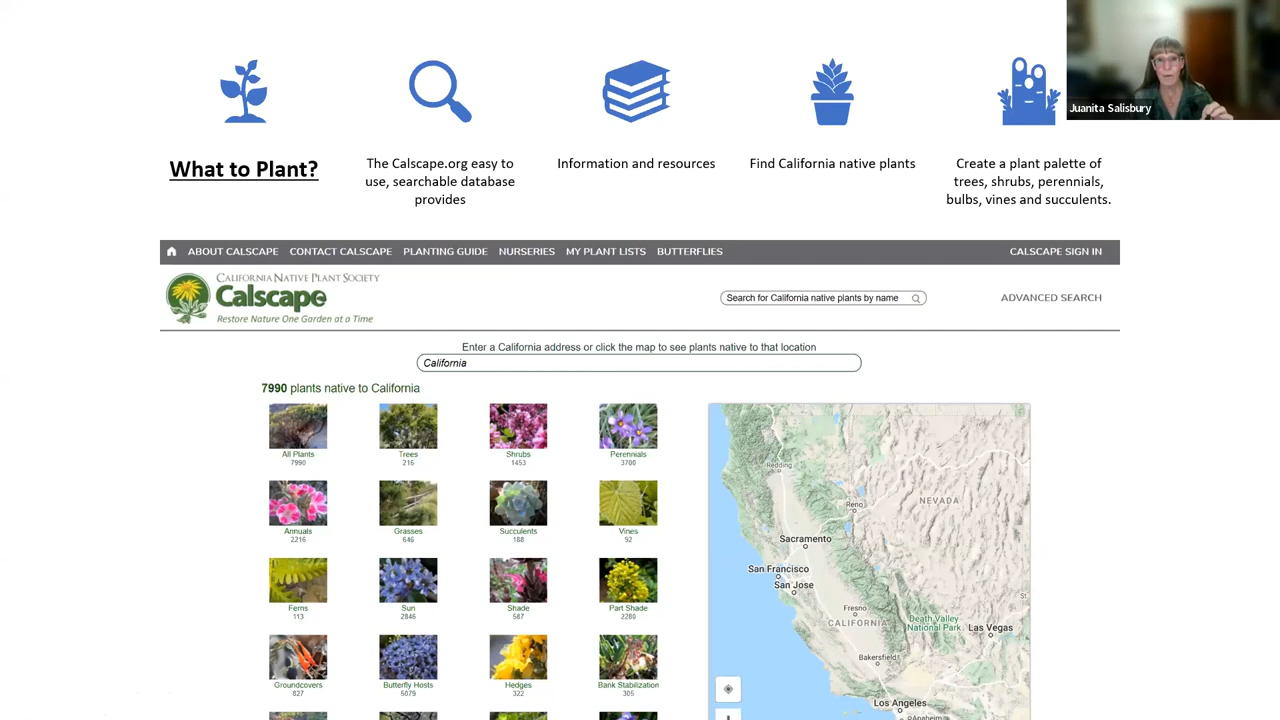 Juanita Salisbury
What to Plant?
The Calscape.org easy to
use, searchable database
provides
Information and resources
Find California native plants
Create a plant palette of
trees, shrubs, perennials,
bulbs, vines and succulents.
ABOUT CALSCAPE CONTACT CALSCAPE PLANTING GUIDE NURSERIES MY PLANT LISTS BUTTERFLIES CALSCAPE SIGN IN
CALIFORNIA NATIVE PLANT SOCIETY
Calscape
Restore Nature One Garden at a Time
Search for California native plants by name
ADVANCED SEARCH
Enter a California address or click the map to see plants native to that location
California
7990 plants native to California
All Plants
7990
Trees
216
Shrubs
1453
Perennials
3700
Annuals
2216
Grasses
646
Succulents
188
Vines
92
Ferns
113
Sun
2846
Shade
587
Part Shade
2280
Groundcovers
827
Butterfly Hosts
5079
Hedges
322
Bank Stabilization
305
Redding
Reno
NEVADA
Sacramento
San Francisco
San Jose
St
Fresno
CALIFORNIA
Death Valley
National Park
Las Vegas
Bakersfield
Los Angeles
Anaheim